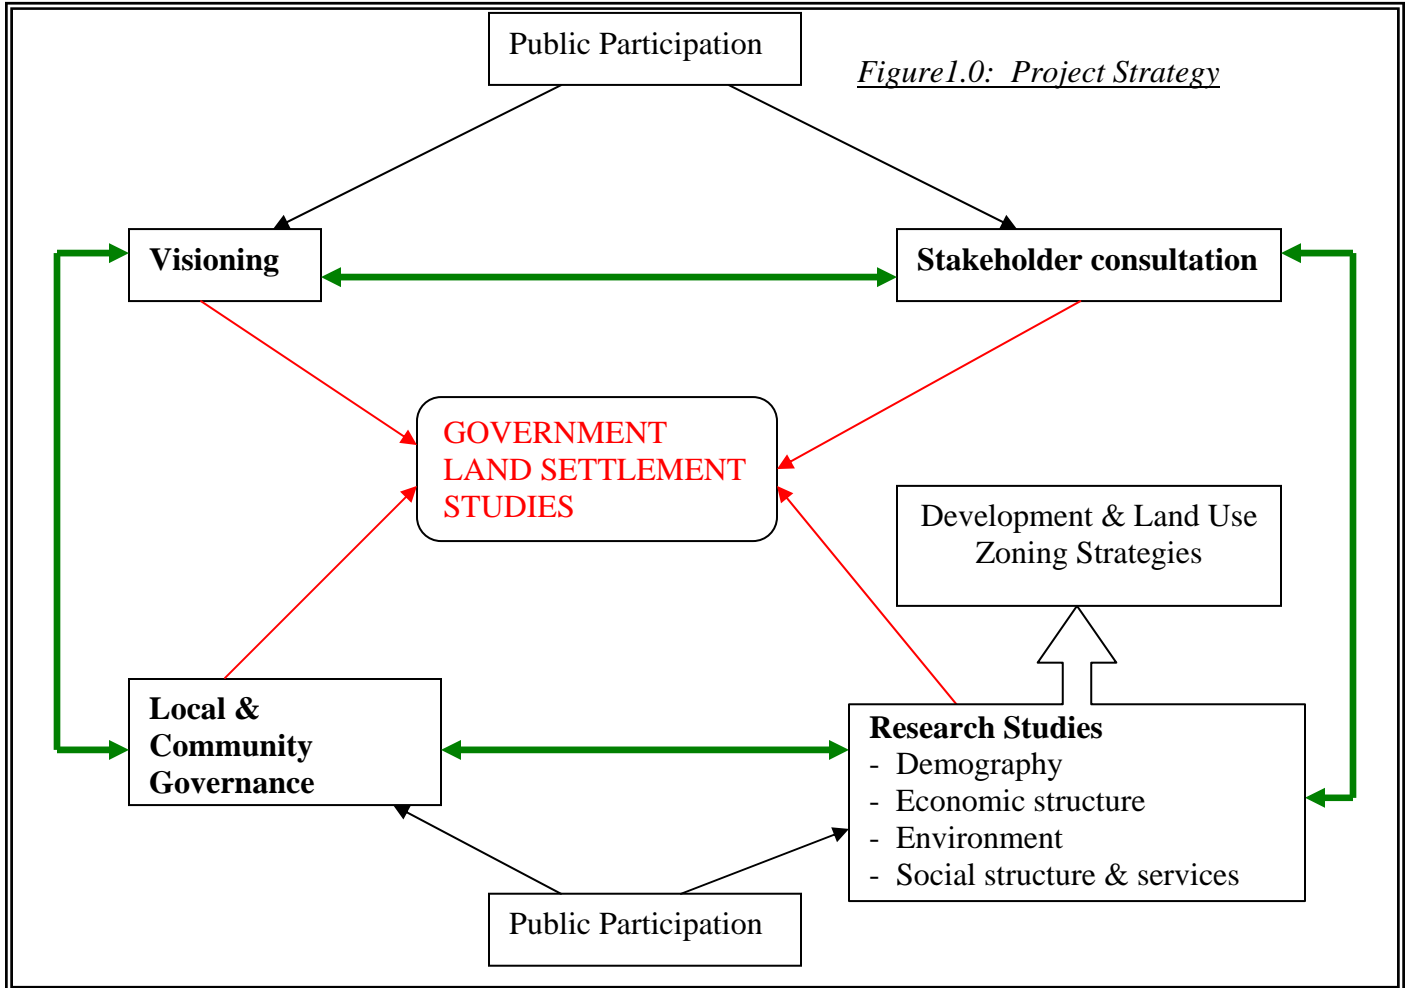 Public Participation
Figure1.0: Project Strategy
Visioning
Stakeholder consultation
GOVERNMENT
LAND SETTLEMENT
STUDIES
Development & Land Use
Zoning Strategies
Local &
Community
Governance
Research Studies
- Demography
- Economic structure
- Environment
- Social structure & services
Public Participation